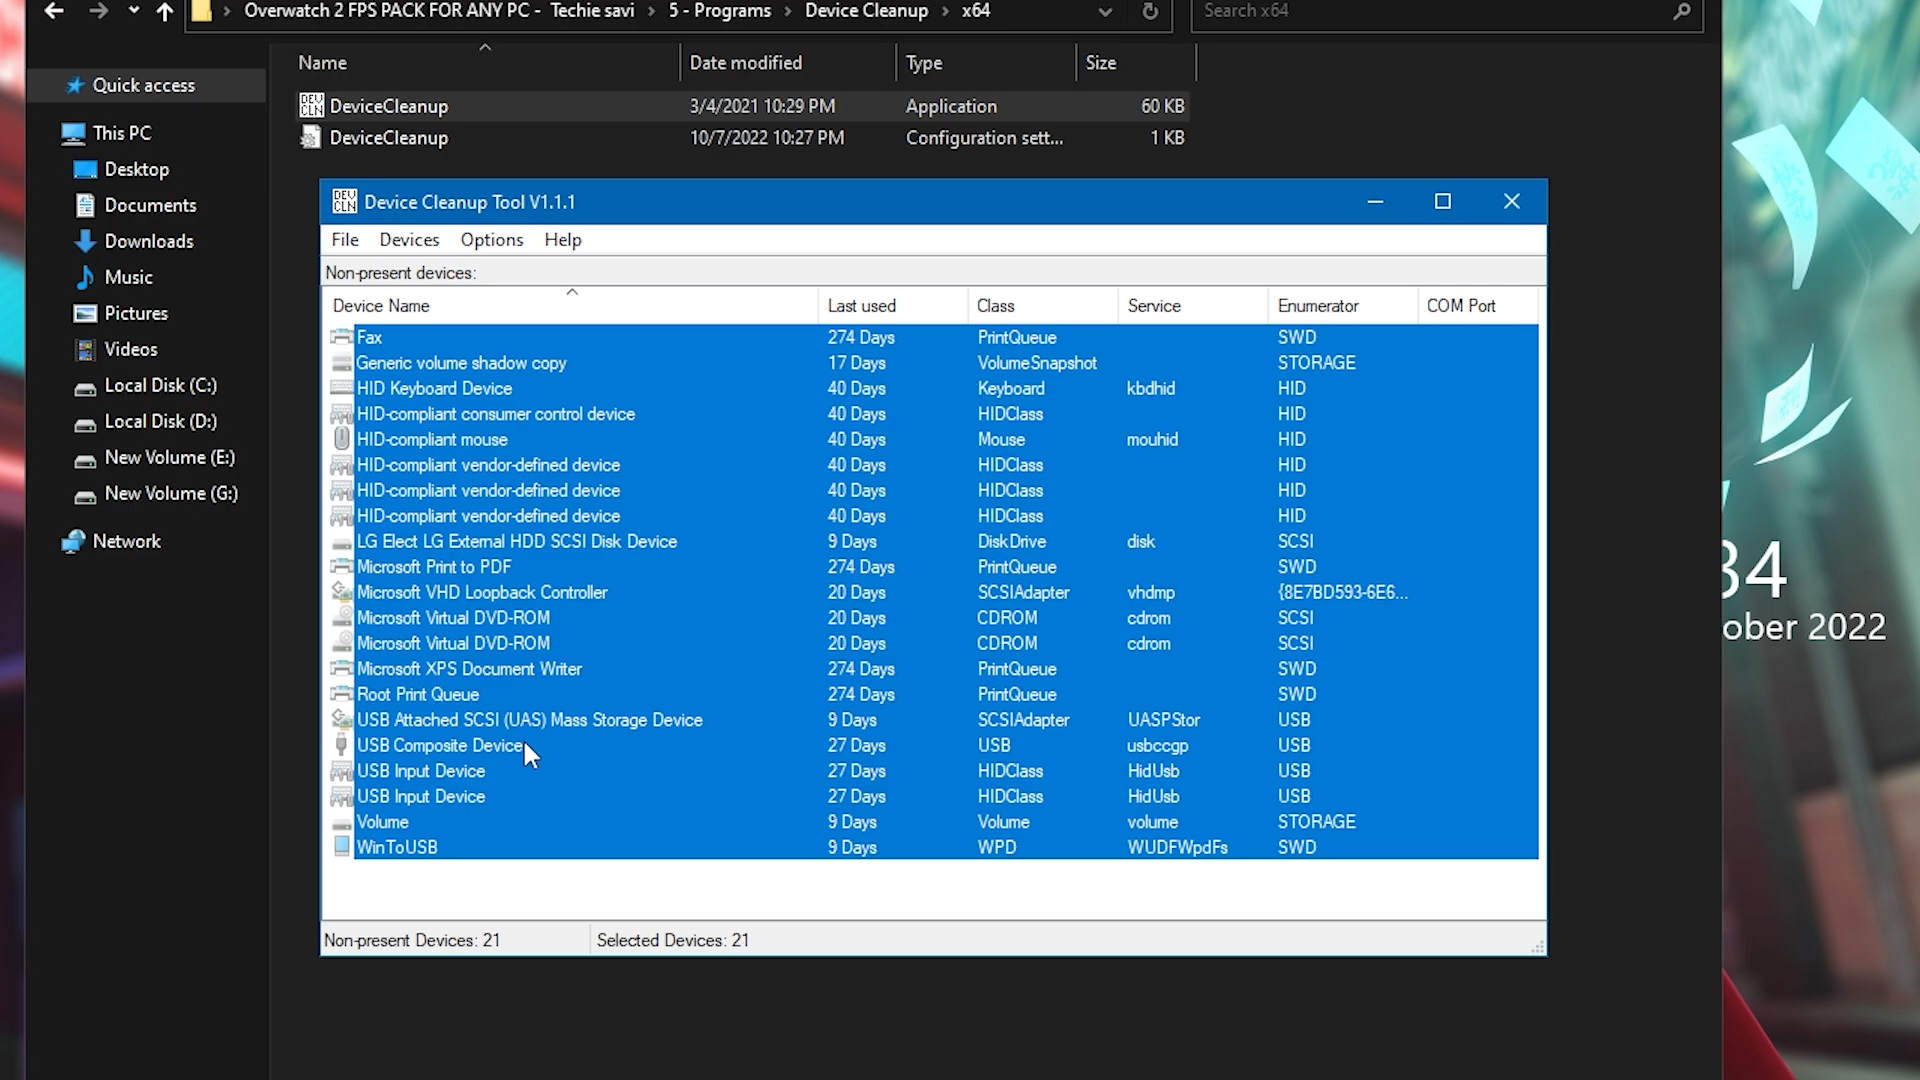 Overwatch 2 FPS PACK FOR ANY PC - Techie savi > 5 - Programs > Device Cleanup > x64
Search x64
Name Date modified Type Size
DEV CLN DeviceCleanup 3/4/2021 10:29 PM Application 60 KB
DeviceCleanup 10/7/2022 10:27 PM Configuration sett... 1 KB
Quick access
This PC
Desktop
Documents
Downloads
Music
Pictures
Videos
Local Disk (C:)
Local Disk (D:)
New Volume (E:)
New Volume (G:)
Network
DEV CLN Device Cleanup Tool V1.1.1
File Devices Options Help
Non-present devices:
Device Name Last used Class Service Enumerator COM Port
Fax 274 Days PrintQueue SWD
Generic volume shadow copy 17 Days VolumeSnapshot STORAGE
HID Keyboard Device 40 Days Keyboard kbdhid HID
HID-compliant consumer control device 40 Days HIDClass HID
HID-compliant mouse 40 Days Mouse mouhid HID
HID-compliant vendor-defined device 40 Days HIDClass HID
HID-compliant vendor-defined device 40 Days HIDClass HID
HID-compliant vendor-defined device 40 Days HIDClass HID
LG Elect LG External HDD SCSI Disk Device 9 Days DiskDrive disk SCSI
Microsoft Print to PDF 274 Days PrintQueue SWD
Microsoft VHD Loopback Controller 20 Days SCSIAdapter vhdmp {8E7BD593-6E6...
Microsoft Virtual DVD-ROM 20 Days CDROM cdrom SCSI
Microsoft Virtual DVD-ROM 20 Days CDROM cdrom SCSI
Microsoft XPS Document Writer 274 Days PrintQueue SWD
Root Print Queue 274 Days PrintQueue SWD
USB Attached SCSI (UAS) Mass Storage Device 9 Days SCSIAdapter UASPStor USB
USB Composite Device 27 Days USB usbccgp USB
USB Input Device 27 Days HIDClass HidUsb USB
USB Input Device 27 Days HIDClass HidUsb USB
Volume 9 Days Volume volume STORAGE
WinToUSB 9 Days WPD WUDFWpdFs SWD
Non-present Devices: 21 Selected Devices: 21
34
ober 2022